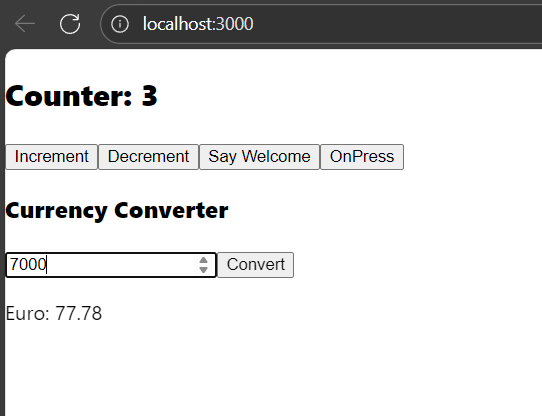 localhost:3000
Counter: 3
Increment Decrement Say Welcome OnPress
Currency Converter
7000 Convert
Euro: 77.78